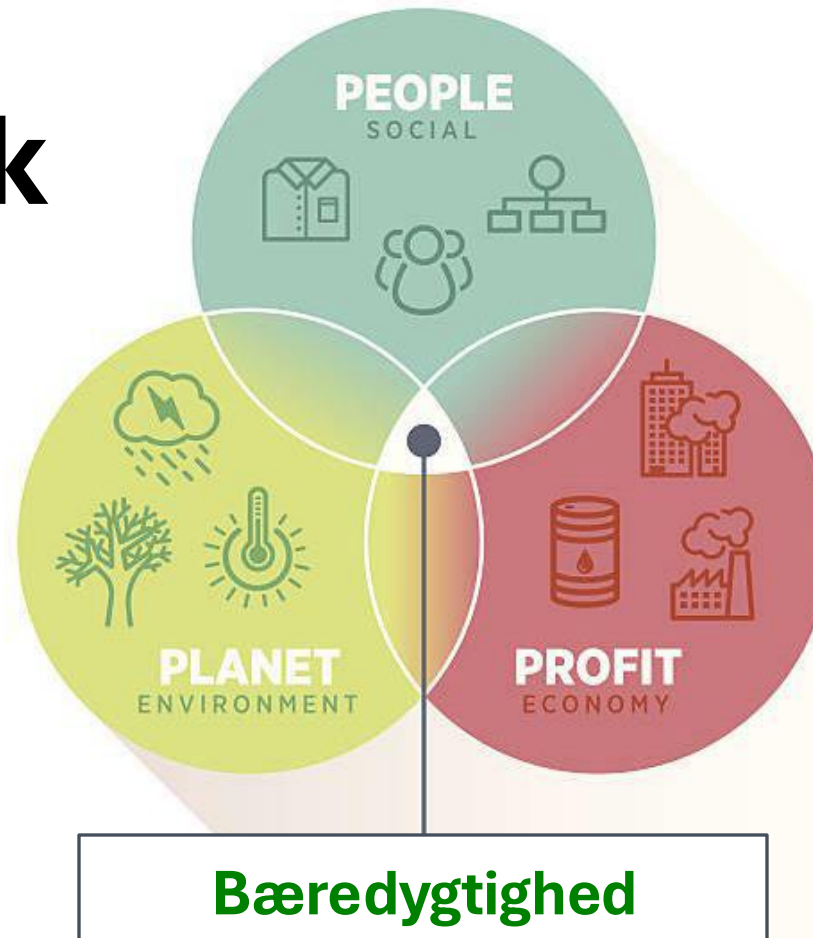 k
PEOPLE
SOCIAL
PLANET
ENVIRONMENT
PROFIT
ECONOMY
Bæredygtighed